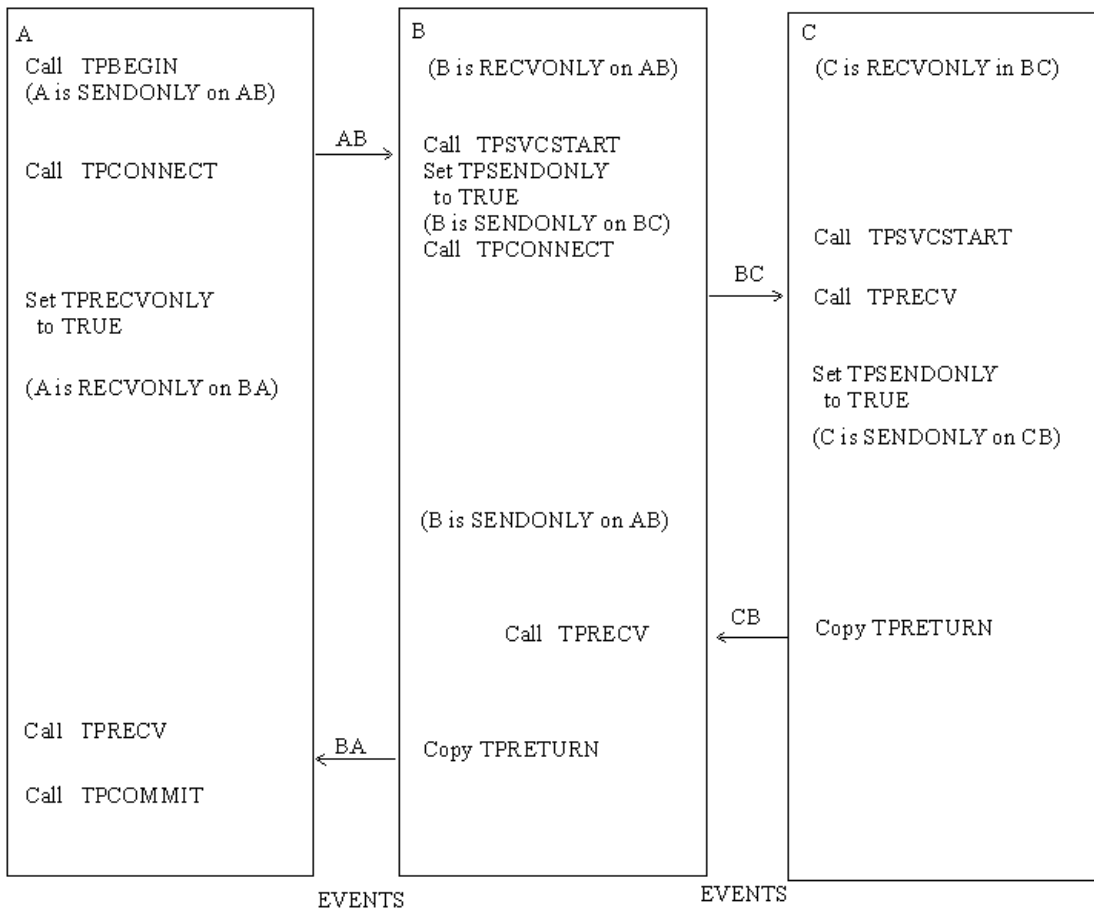 A
Call TPBEGIN
(A is SENDONLY on AB)
Call TPCONNECT
Set TPRECVONLY
to TRUE
(A is RECVONLY on BA)
Call TPRECV
Call TPCOMMIT
AB
BA
EVENTS
B
(B is RECVONLY on AB)
Call TPSVCSTART
Set TPSENDONLY
to TRUE
(B is SENDONLY on BC)
Call TPCONNECT
(B is SENDONLY on AB)
Call TPRECV
Copy TPRETURN
BC
CB
EVENTS
C
(C is RECVONLY in BC)
Call TPSVCSTART
Call TPRECV
Set TPSENDONLY
to TRUE
(C is SENDONLY on CB)
Copy TPRETURN